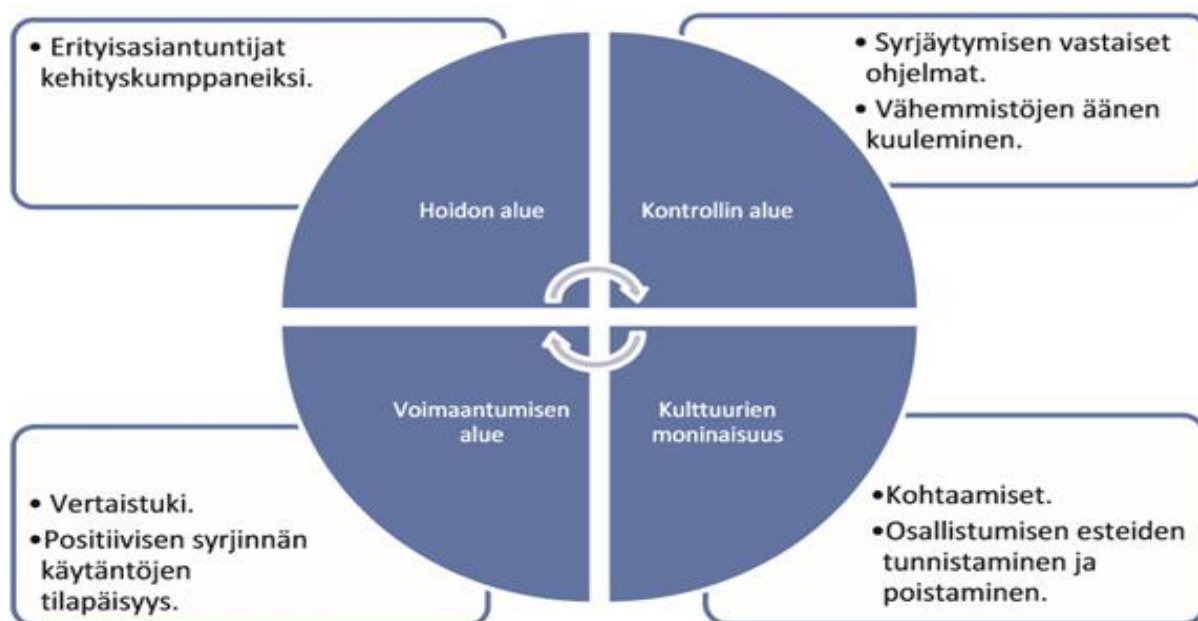 • Erityisasiantuntijat
kehityskumppaneiksi.
• Syrjäytymisen vastaiset
ohjelmat.
• Vähemmistöjen äänen
kuuleminen.
Hoidon alue
Kontrollin alue
Voimaantumisen
alue
Kulttuurien
moninaisuus
• Vertaistuki.
•Positiivisen syrjinnän
käytäntöjen
tilapäisyys.
•Kohtaamiset.
•Osallistumisen esteiden
tunnistaminen ja
poistaminen.